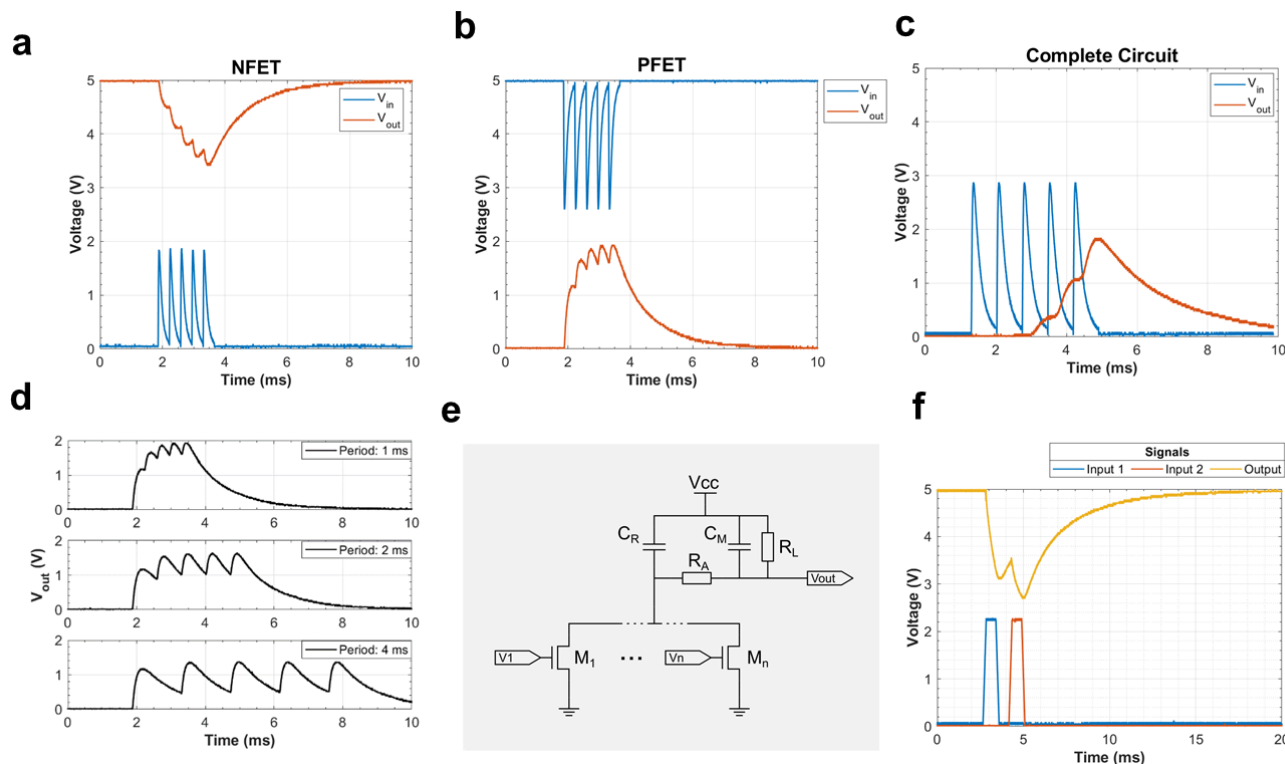 a
NFET
5
4
3
2
1
0
0 2 4 6 8 10
Voltage (V)
Time (ms)
V_in
V_out
b
PFET
5
4
3
2
1
0
0 2 4 6 8 10
Voltage (V)
Time (ms)
V_in
V_out
c
Complete Circuit
5
4
3
2
1
0
0 2 4 6 8 10
Voltage (V)
Time (ms)
V_in
V_out
d
2
1
0
0 2 4 6 8 10
Period: 1 ms
2
1
0
0 2 4 6 8 10
Period: 2 ms
2
1
0
0 2 4 6 8 10
Period: 4 ms
V_out (V)
Time (ms)
e
Vcc
C_R
C_M
R_L
R_A
Vout
V1
M_1
Vn
M_n
f
Signals
Input 1 Input 2 Output
5
4
3
2
1
0
0 5 10 15 20
Voltage (V)
Time (ms)